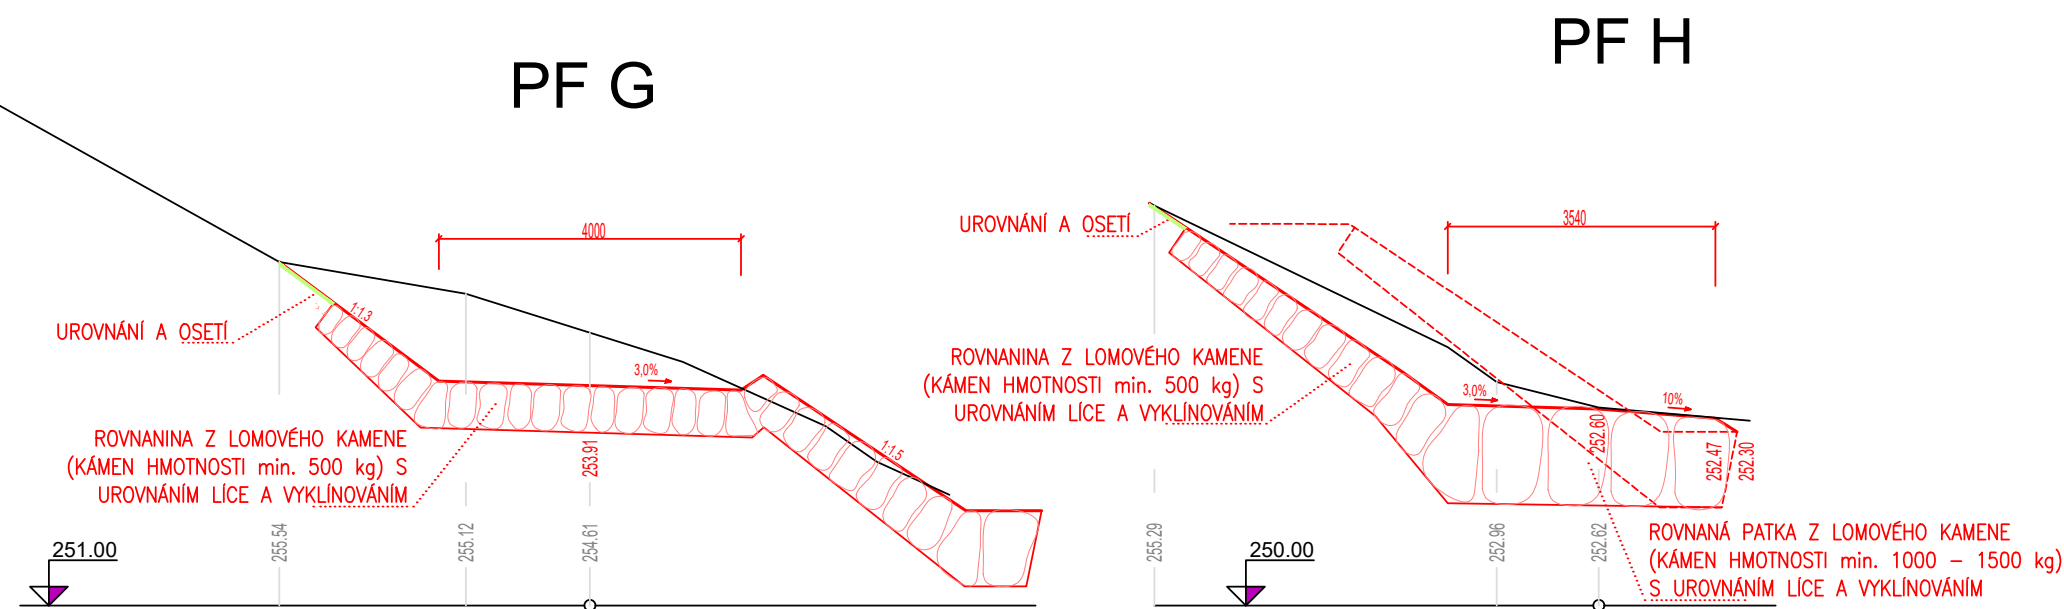 PF G
4000
1:1.3
UROVNÁNÍ A OSETÍ
3,0%
ROVNANINA Z LOMOVÉHO KAMENE
(KÁMEN HMOTNOSTI min. 500 kg) S
UROVNÁNÍM LÍCE A VYKLÍNOVÁNÍM
1:1.5
253.91
255.54
255.12
254.61
251.00
PF H
UROVNÁNÍ A OSETÍ
3540
ROVNANINA Z LOMOVÉHO KAMENE
(KÁMEN HMOTNOSTI min. 500 kg) S
UROVNÁNÍM LÍCE A VYKLÍNOVÁNÍM
3,0%
10%
252.60
252.47
252.30
255.29
252.96
252.62
250.00
ROVNANÁ PATKA Z LOMOVÉHO KAMENE
(KÁMEN HMOTNOSTI min. 1000 – 1500 kg)
S UROVNÁNÍM LÍCE A VYKLÍNOVÁNÍM